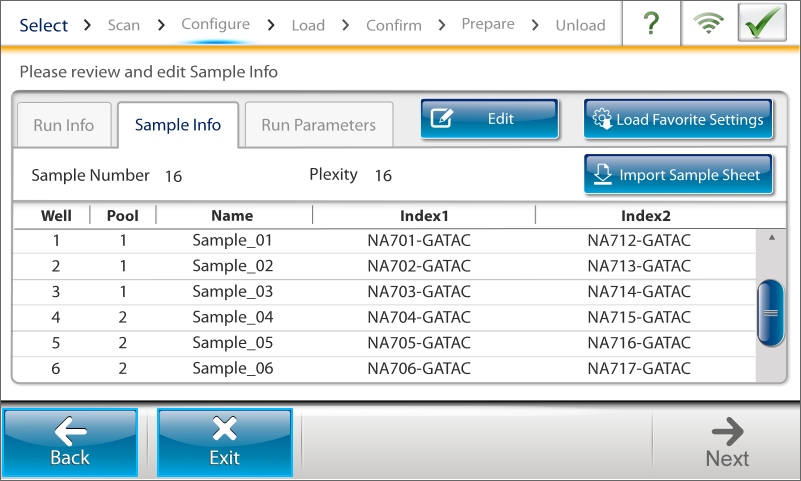 Select > Scan > Configure > Load > Confirm > Prepare > Unload ?
Please review and edit Sample Info
Run Info Sample Info Run Parameters Edit Load Favorite Settings
Sample Number 16 Plexity 16 Import Sample Sheet
Well Pool Name Index1 Index2
1 1 Sample_01 NA701-GATAC NA712-GATAC
2 1 Sample_02 NA702-GATAC NA713-GATAC
3 1 Sample_03 NA703-GATAC NA714-GATAC
4 2 Sample_04 NA704-GATAC NA715-GATAC
5 2 Sample_05 NA705-GATAC NA716-GATAC
6 2 Sample_06 NA706-GATAC NA717-GATAC
Back Exit Next